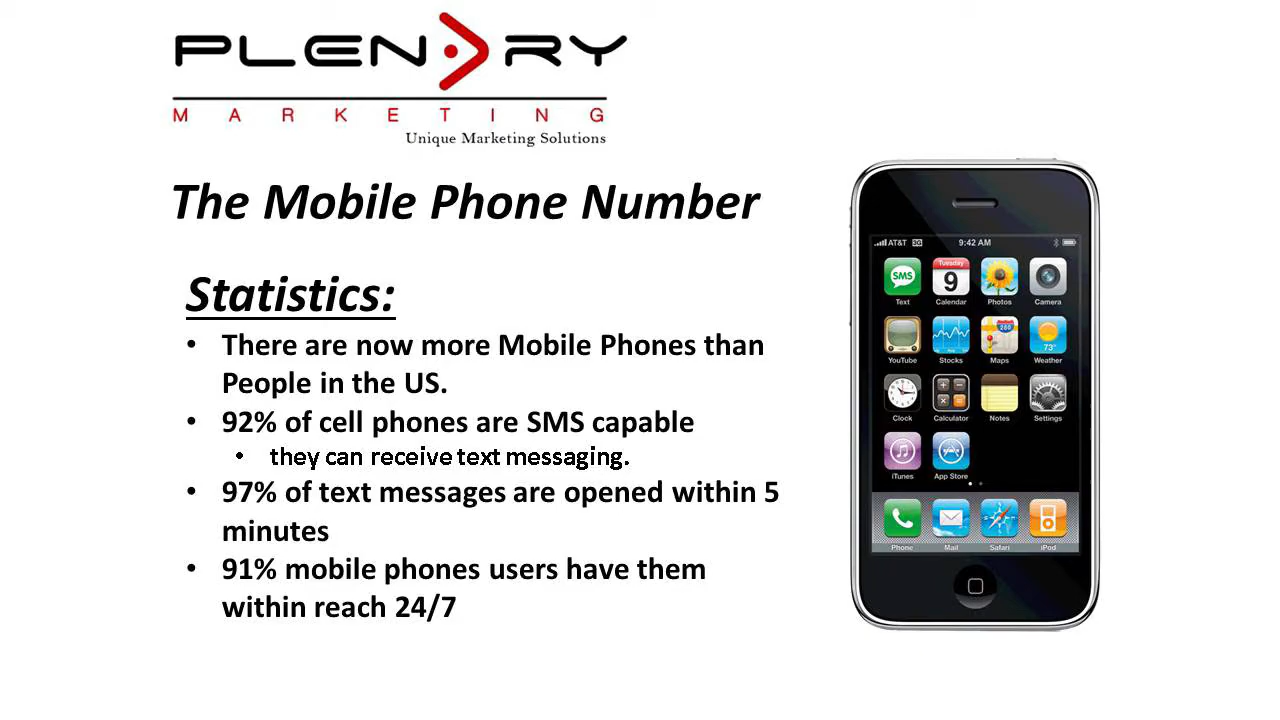 PLENDRY
MARKETING
Unique Marketing Solutions
The Mobile Phone Number
Statistics:
• There are now more Mobile Phones than
People in the US.
• 92% of cell phones are SMS capable
• they can receive text messaging.
• 97% of text messages are opened within 5
minutes
• 91% mobile phones users have them
within reach 24/7
AT&T 3G 9:42 AM
SMS Tuesday 9 280 73°
Text Calendar Photos Camera
YouTube Stocks Maps Weather
Clock Calculator Notes Settings
iTunes App Store
Phone Mail Safari iPod